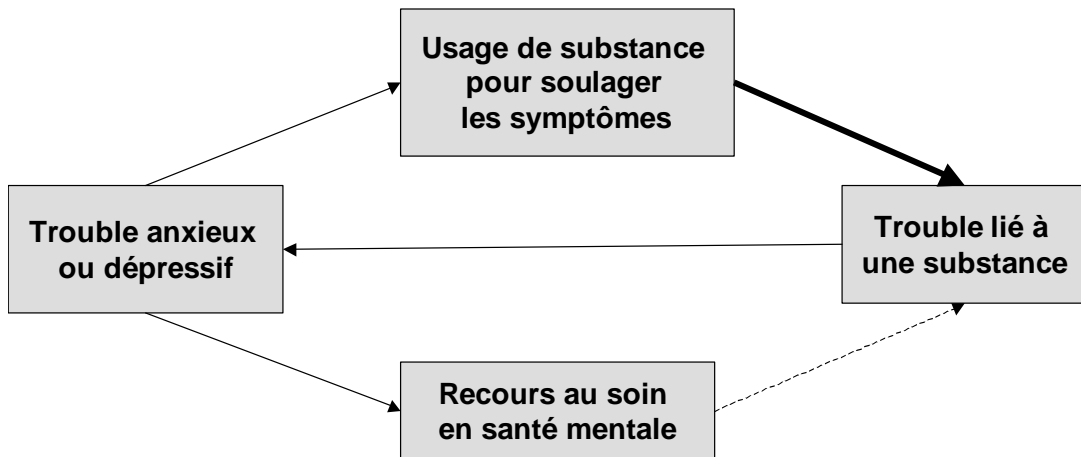 Usage de substance
pour soulager
les symptômes
Trouble anxieux
ou dépressif
Trouble lié à
une substance
Recours au soin
en santé mentale